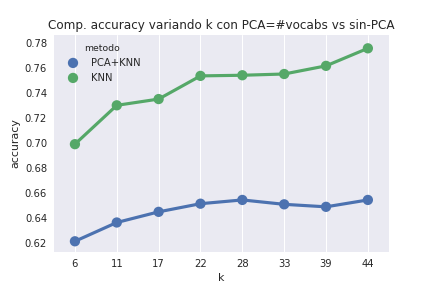 Comp. accuracy variando k con PCA=#vocabs vs sin-PCA
0.78
0.76
0.74
0.72
0.70
0.68
0.66
0.64
0.62
accuracy
metodo
PCA+KNN
KNN
6 11 17 22 28 33 39 44
k